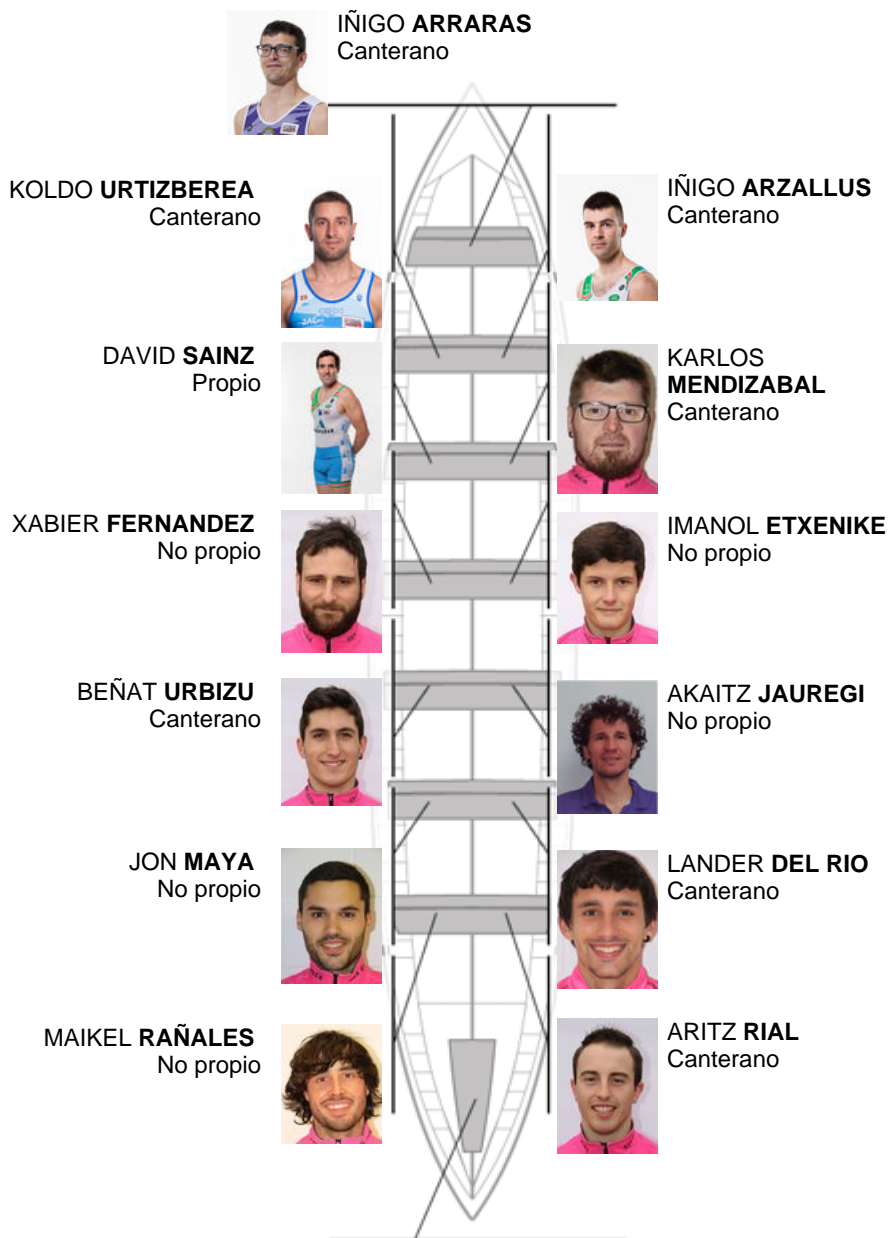 IÑIGO ARRARAS
Canterano
KOLDO URTIZBEREA
Canterano
IÑIGO ARZALLUS
Canterano
DAVID SAINZ
Propio
KARLOS
MENDIZABAL
Canterano
XABIER FERNANDEZ
No propio
IMANOL ETXENIKE
No propio
BEÑAT URBIZU
Canterano
AKAITZ JAUREGI
No propio
JON MAYA
No propio
LANDER DEL RIO
Canterano
MAIKEL RAÑALES
No propio
ARITZ RIAL
Canterano